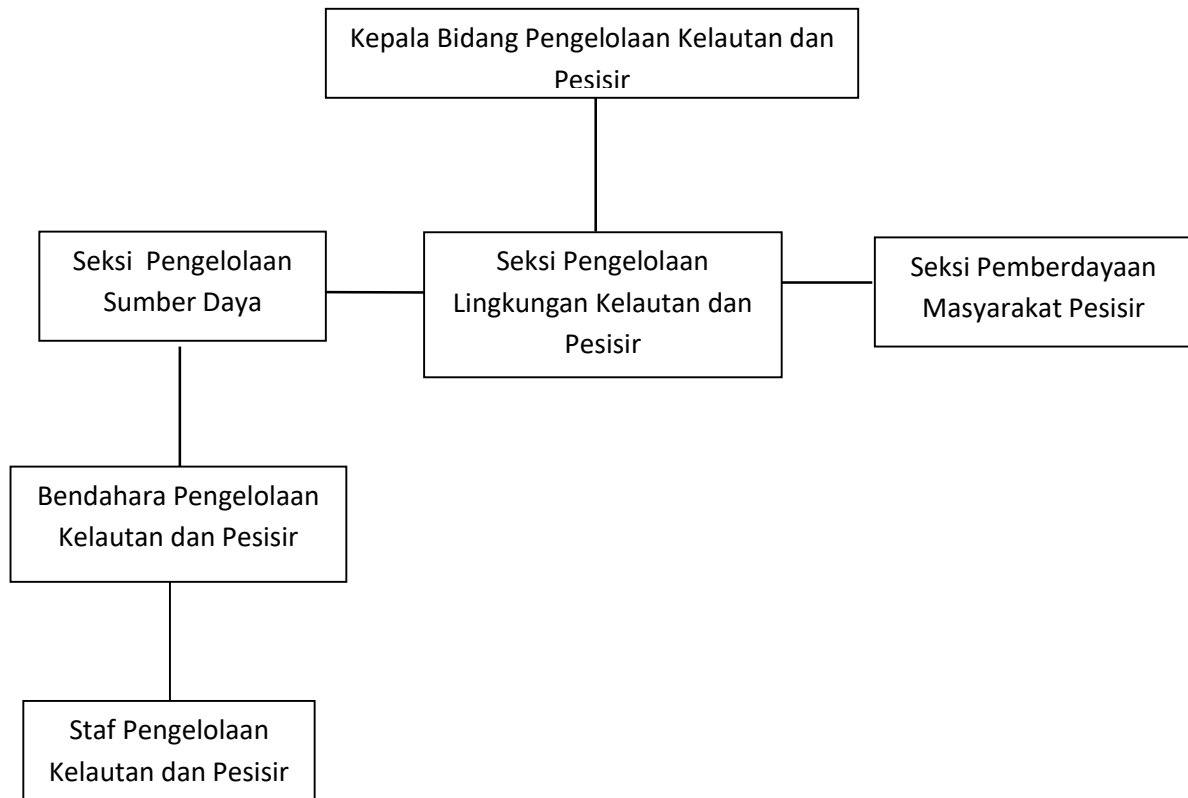 Kepala Bidang Pengelolaan Kelautan dan
Pesisir
Seksi Pengelolaan
Sumber Daya
Seksi Pengelolaan
Lingkungan Kelautan dan
Pesisir
Seksi Pemberdayaan
Masyarakat Pesisir
Bendahara Pengelolaan
Kelautan dan Pesisir
Staf Pengelolaan
Kelautan dan Pesisir